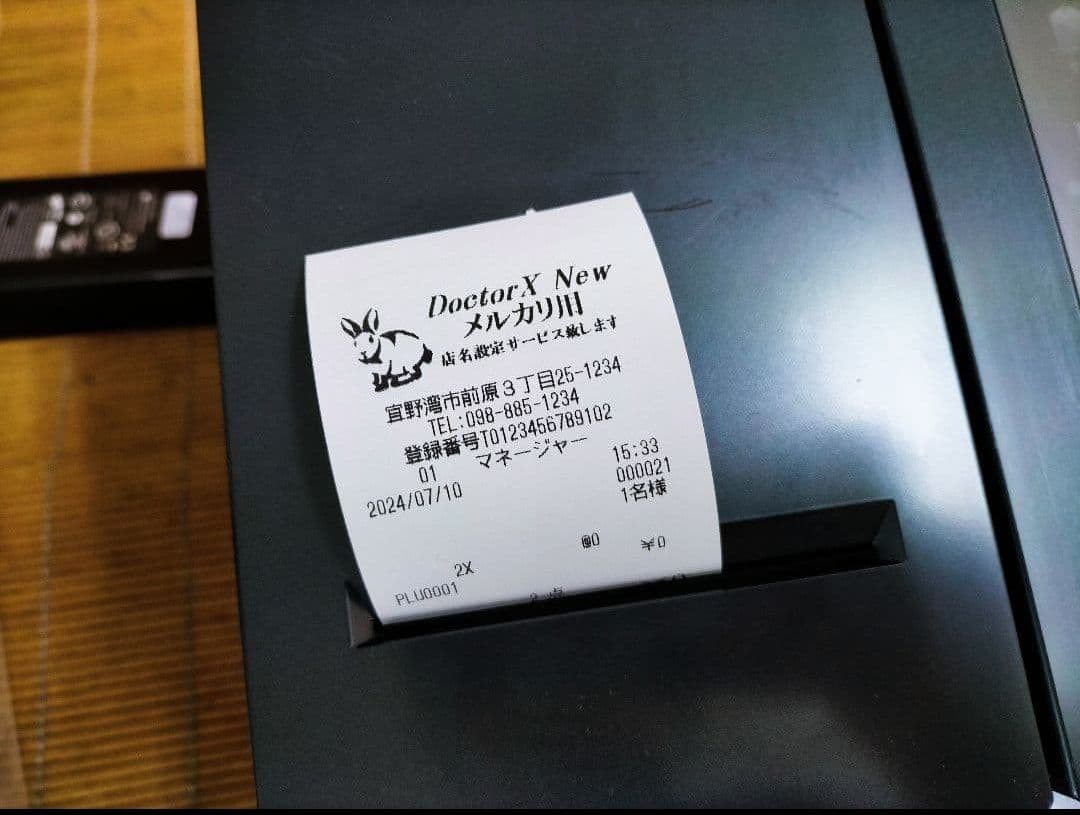 DoctorX New
メルカリ用
店名設定サービス致します
宜野湾市前原3丁目25-1234
TEL:098-885-1234
登録番号T0123456789102
01 マネージャー 15:33
2024/07/10 000021
1名様
2X @0 ¥0
PLU0001